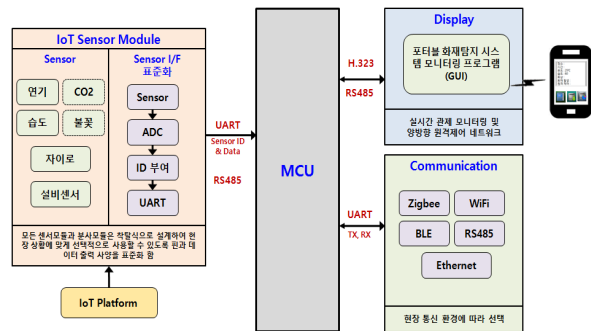 IoT Sensor Module
Sensor
연기
CO2
습도
불꽃
자이로
설비센서
Sensor I/F
표준화
Sensor
ADC
ID 부여
UART
모든 센서모듈과 분사모듈은 착탈식으로 설계하여 현
장 상황에 맞게 선택적으로 사용할 수 있도록 핀과 데
이터 출력 사양을 표준화 함
IoT Platform
UART
Sensor ID
& Data
RS485
MCU
H.323
RS485
UART
TX, RX
Display
포터블 화재탐지 시스
템 모니터링 프로그램
(GUI)
실시간 관제 모니터링 및
양방향 원격제어 네트워크
Communication
Zigbee
WiFi
BLE
RS485
Ethernet
현장 통신 환경에 따라 선택